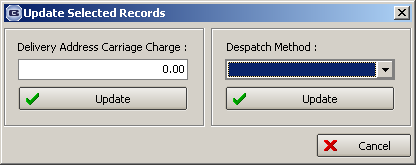 Update Selected Records
Delivery Address Carriage Charge :
Despatch Method :
0.00
Update
Update
Cancel